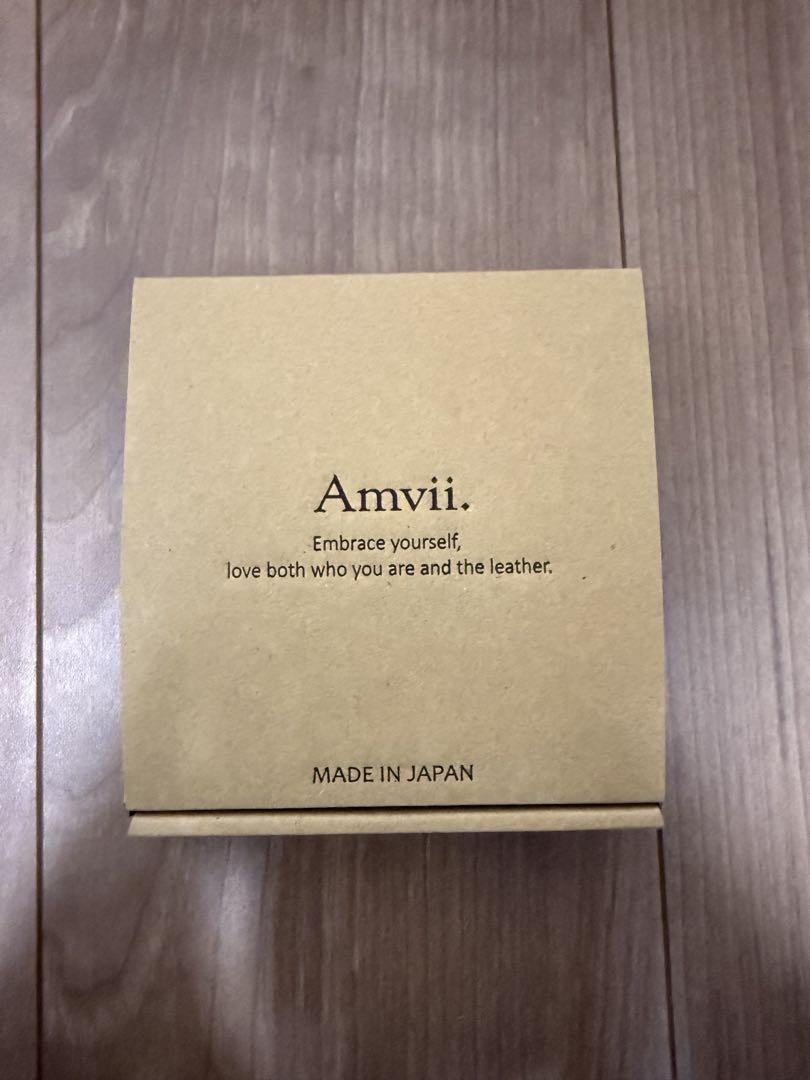 Amvii.
Embrace yourself,
love both who you are and the leather.
MADE IN JAPAN